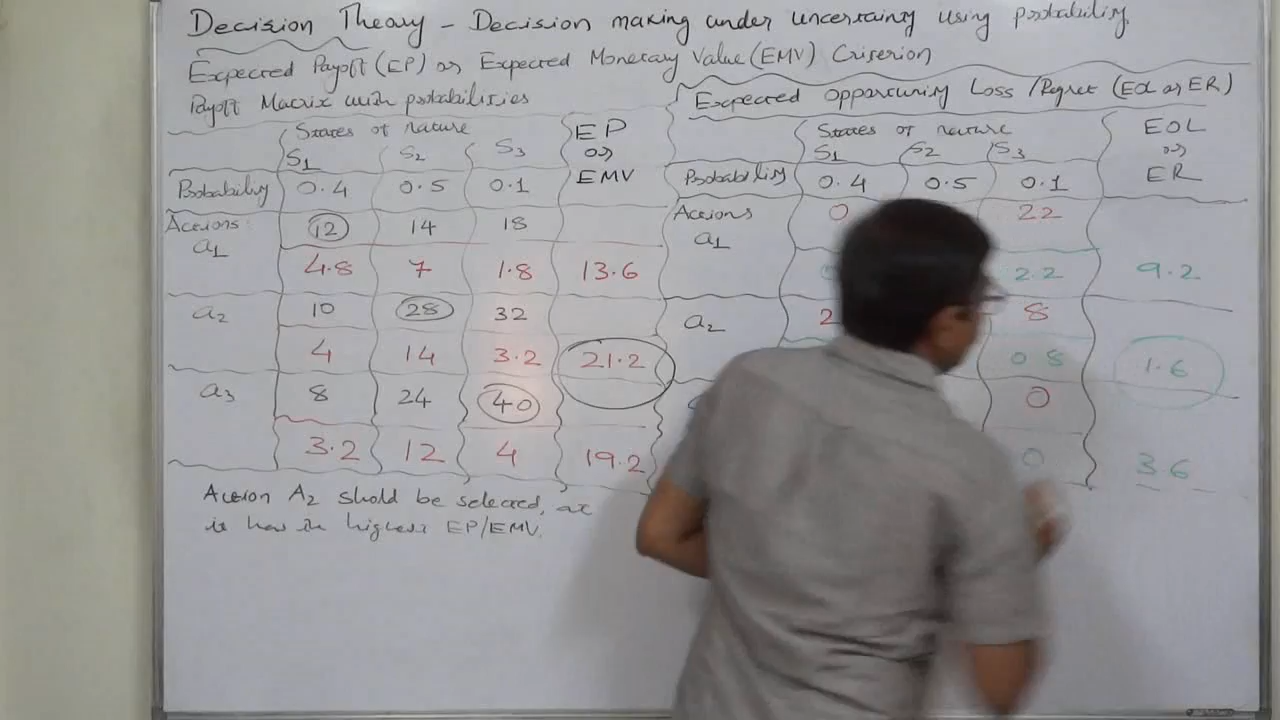 Decision Theory - Decision making under uncertainty using probability
Expected Payoff (EP) or Expected Monetary Value (EMV) Criterion
Payoff Matrix with probabilities
States of nature
EP
or
EMV
S1 S2 S3
Probability 0.4 0.5 0.1
Actions 12 14 18
a1
4.8 7 1.8 13.6
a2 10 28 32
4 14 3.2 21.2
a3 8 24 40
3.2 12 4 19.2
Action A2 shold be selected, as
it has the highest EP/EMV.
Expected opportunity Loss /Regret (EOL or ER)
States of nature
EOL
or
ER
S1 S2 S3
Probability 0.4 0.5 0.1
Actions 0 22
a1
2.2 9.2
a2 2 8
0.8 1.6
0
0 3.6